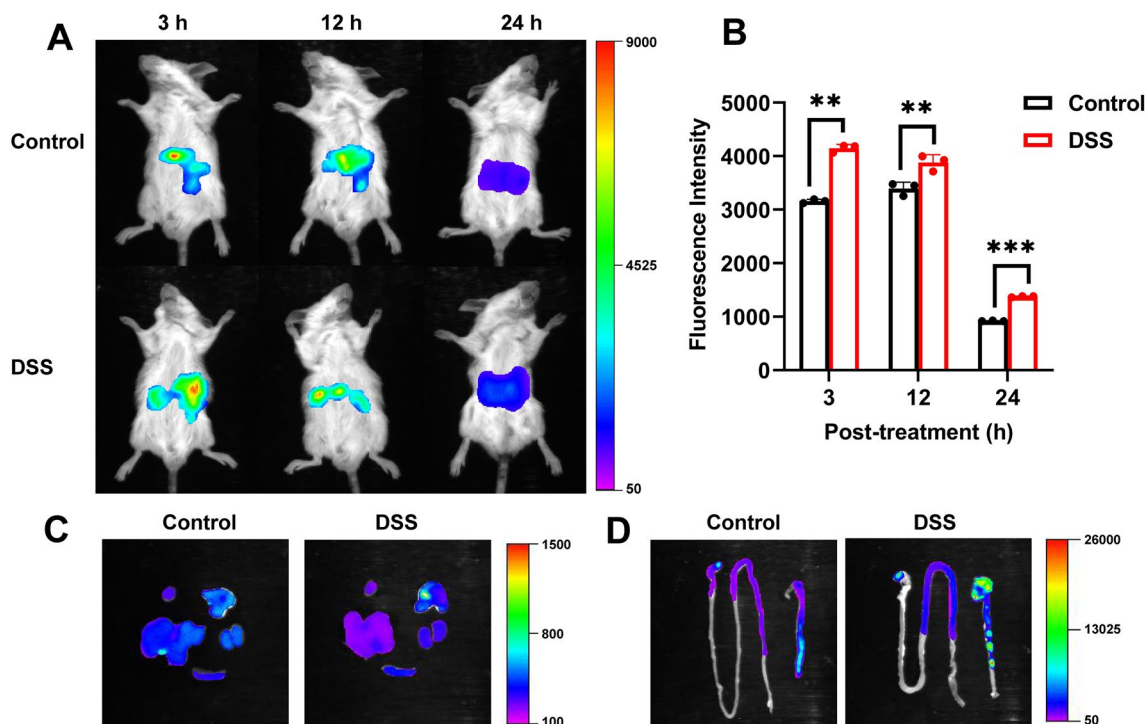 A
3 h
12 h
24 h
Control
DSS
9000
4525
50
B
Fluorescence Intensity
5000
4000
3000
2000
1000
0
**
**
***
Control
DSS
3
12
24
Post-treatment (h)
C
Control
DSS
1500
800
100
D
Control
DSS
26000
13025
50